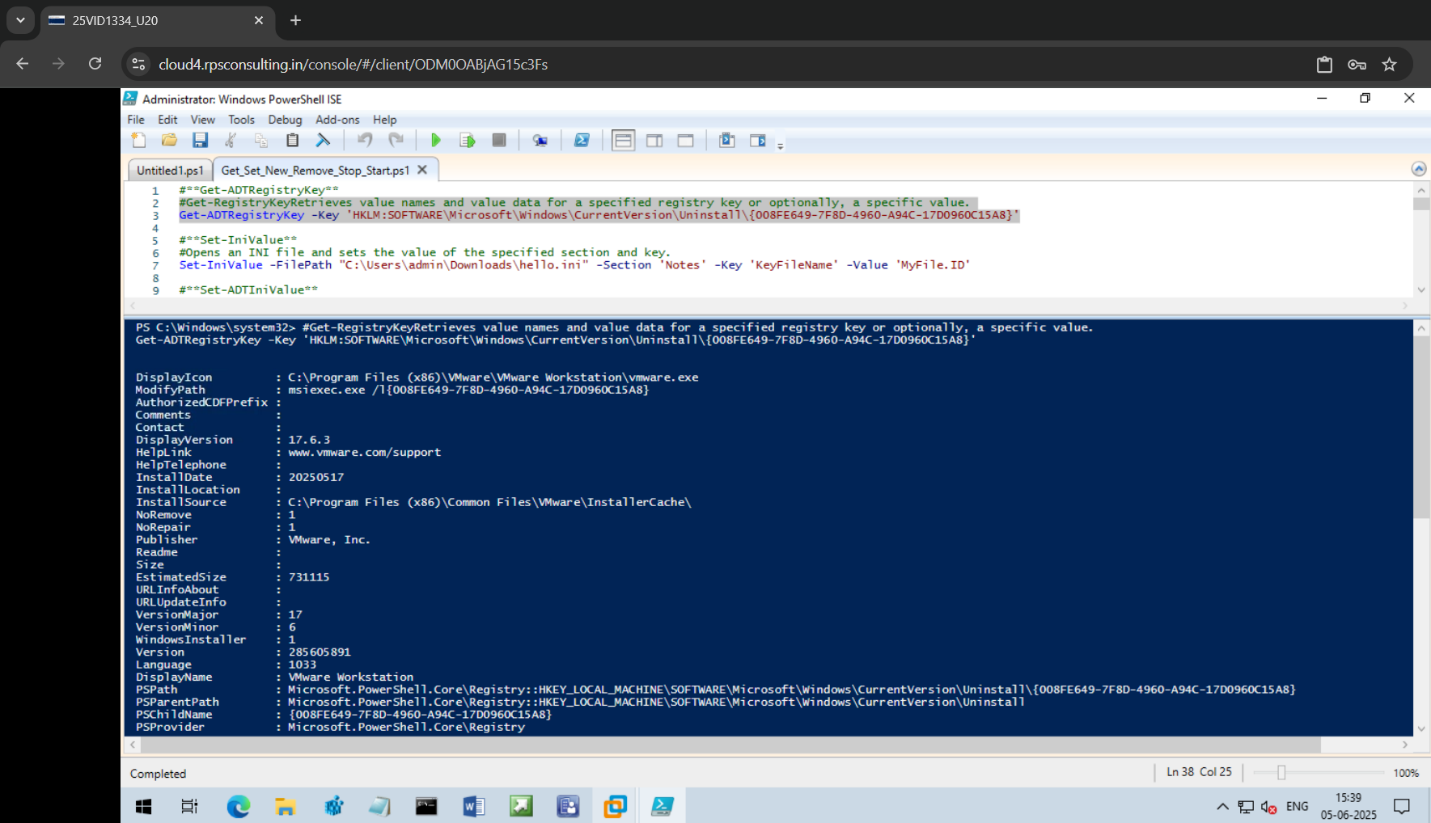 25VID1334_U20
cloud4.rpsconsulting.in/console/#/client/ODM0OABjAG15c3Fs
Administrator: Windows PowerShell ISE
File Edit View Tools Debug Add-ons Help
Untitled1.ps1 Get_Set_New_Remove_Stop_Start.ps1
1 #**Get-ADTRegistryKey**
2 #Get-RegistryKeyRetrieves value names and value data for a specified registry key or optionally, a specific value.
3 Get-ADTRegistryKey -Key 'HKLM:SOFTWARE\Microsoft\Windows\CurrentVersion\Uninstall\{008FE649-7F8D-4960-A94C-17D0960C15A8}'
4
5 #**Set-IniValue**
6 #Opens an INI file and sets the value of the specified section and key.
7 Set-IniValue -FilePath "C:\Users\admin\Downloads\hello.ini" -Section 'Notes' -Key 'KeyFileName' -Value 'MyFile.ID'
8
9 #**Set-ADTIniValue**
PS C:\Windows\system32> #Get-RegistryKeyRetrieves value names and value data for a specified registry key or optionally, a specific value.
Get-ADTRegistryKey -Key 'HKLM:SOFTWARE\Microsoft\Windows\CurrentVersion\Uninstall\{008FE649-7F8D-4960-A94C-17D0960C15A8}'
DisplayIcon : C:\Program Files (x86)\VMware\VMware Workstation\vmware.exe
ModifyPath : msiexec.exe /I{008FE649-7F8D-4960-A94C-17D0960C15A8}
AuthorizedCDFPrefix :
Comments :
Contact :
DisplayVersion : 17.6.3
HelpLink : www.vmware.com/support
HelpTelephone :
InstallDate : 20250517
InstallLocation :
InstallSource : C:\Program Files (x86)\Common Files\VMware\InstallerCache\
NoRemove : 1
NoRepair : 1
Publisher : VMware, Inc.
Readme :
Size :
EstimatedSize : 731115
URLInfoAbout :
URLUpdateInfo :
VersionMajor : 17
VersionMinor : 6
WindowsInstaller : 1
Version : 285605891
Language : 1033
DisplayName : VMware Workstation
PSPath : Microsoft.PowerShell.Core\Registry::HKEY_LOCAL_MACHINE\SOFTWARE\Microsoft\Windows\CurrentVersion\Uninstall\{008FE649-7F8D-4960-A94C-17D0960C15A8}
PSParentPath : Microsoft.PowerShell.Core\Registry::HKEY_LOCAL_MACHINE\SOFTWARE\Microsoft\Windows\CurrentVersion\Uninstall
PSChildName : {008FE649-7F8D-4960-A94C-17D0960C15A8}
PSProvider : Microsoft.PowerShell.Core\Registry
Completed Ln 38 Col 25 100%
ENG 15:39
05-06-2025